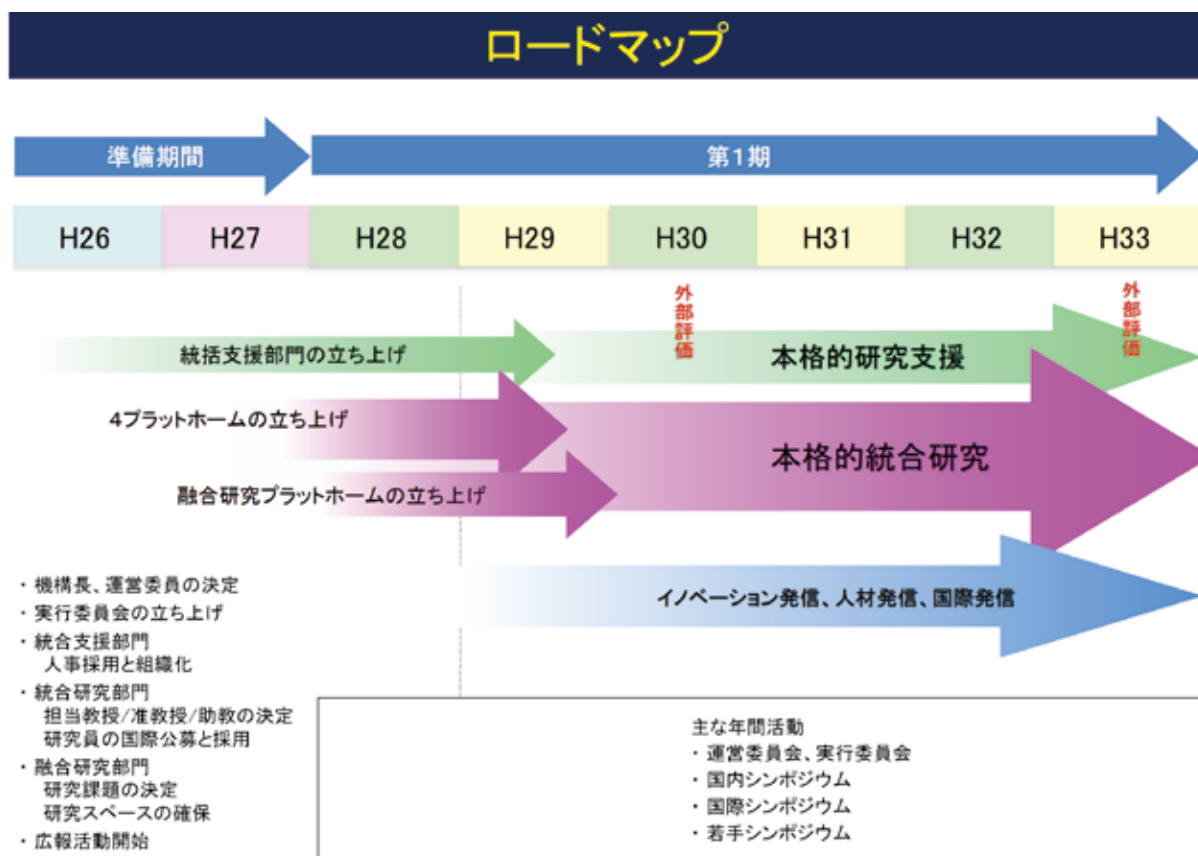 ロードマップ
準備期間
第1期
H26
H27
H28
H29
H30
H31
H32
H33
外部評価
外部評価
統括支援部門の立ち上げ
本格的研究支援
4プラットホームの立ち上げ
本格的統合研究
融合研究プラットホームの立ち上げ
イノベーション発信、人材発信、国際発信
・機構長、運営委員の決定
・実行委員会の立ち上げ
・統合支援部門
人事採用と組織化
・統合研究部門
担当教授/准教授/助教の決定
研究員の国際公募と採用
・融合研究部門
研究課題の決定
研究スペースの確保
・広報活動開始
主な年間活動
・運営委員会、実行委員会
・国内シンポジウム
・国際シンポジウム
・若手シンポジウム